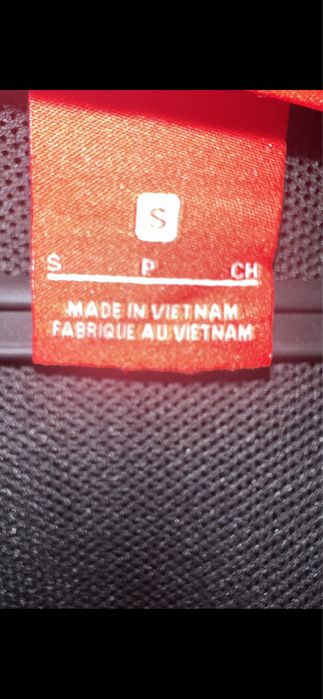 S
S P CH
MADE IN VIETNAM
FABRIQUE AU VIETNAM